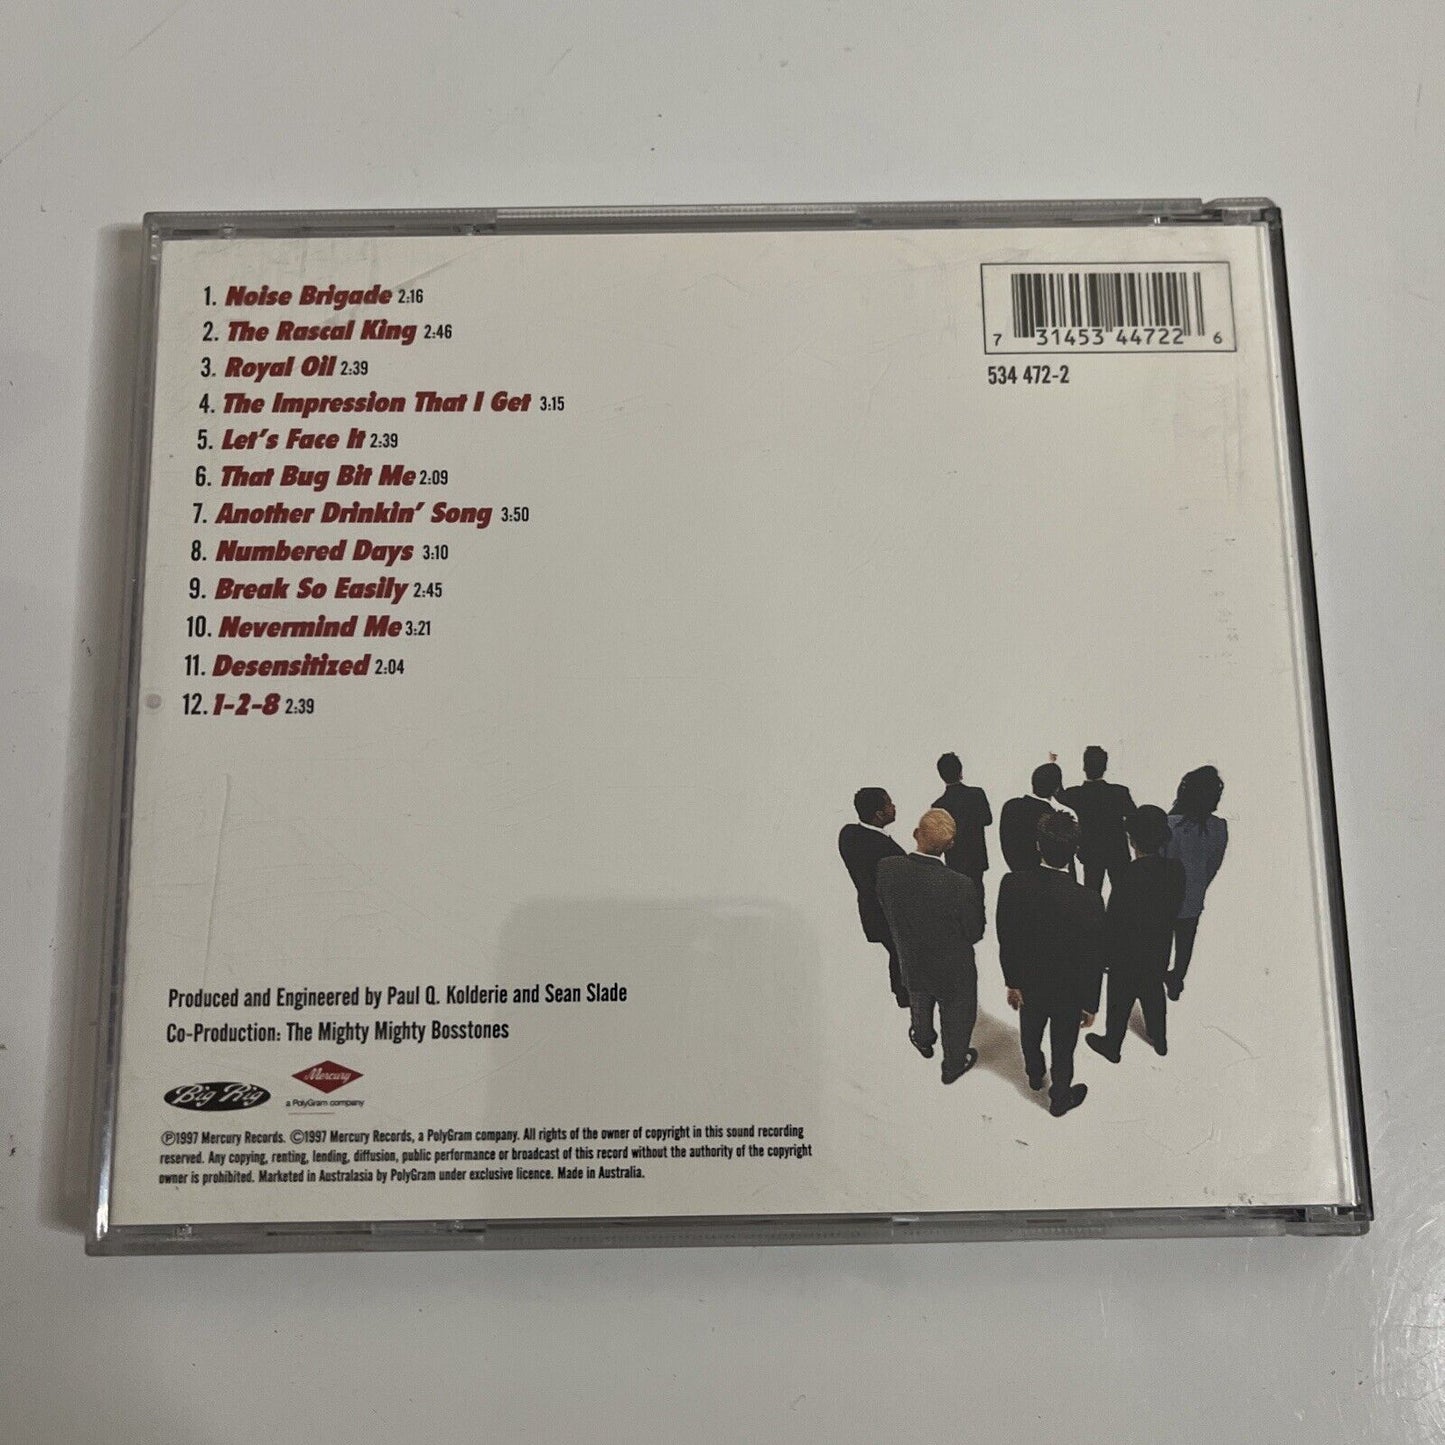 1. Noise Brigade 2:16
2. The Rascal King 2:46
3. Royal Oil 2:39
4. The Impression That I Get 3:15
5. Let's Face It 2:39
6. That Bug Bit Me 2:09
7. Another Drinkin' Song 3:50
8. Numbered Days 3:10
9. Break So Easily 2:45
10. Nevermind Me 3:21
11. Desensitized 2:04
12. 1-2-8 2:39
7 31453 44722 6
534 472-2
Produced and Engineered by Paul Q. Kolderie and Sean Slade
Co-Production: The Mighty Mighty Bosstones
Big Rig
Mercury
a PolyGram company
℗1997 Mercury Records. ©1997 Mercury Records, a PolyGram company. All rights of the owner of copyright in this sound recording
reserved. Any copying, renting, lending, diffusion, public performance or broadcast of this record without the authority of the copyright
owner is prohibited. Marketed in Australasia by PolyGram under exclusive licence. Made in Australia.